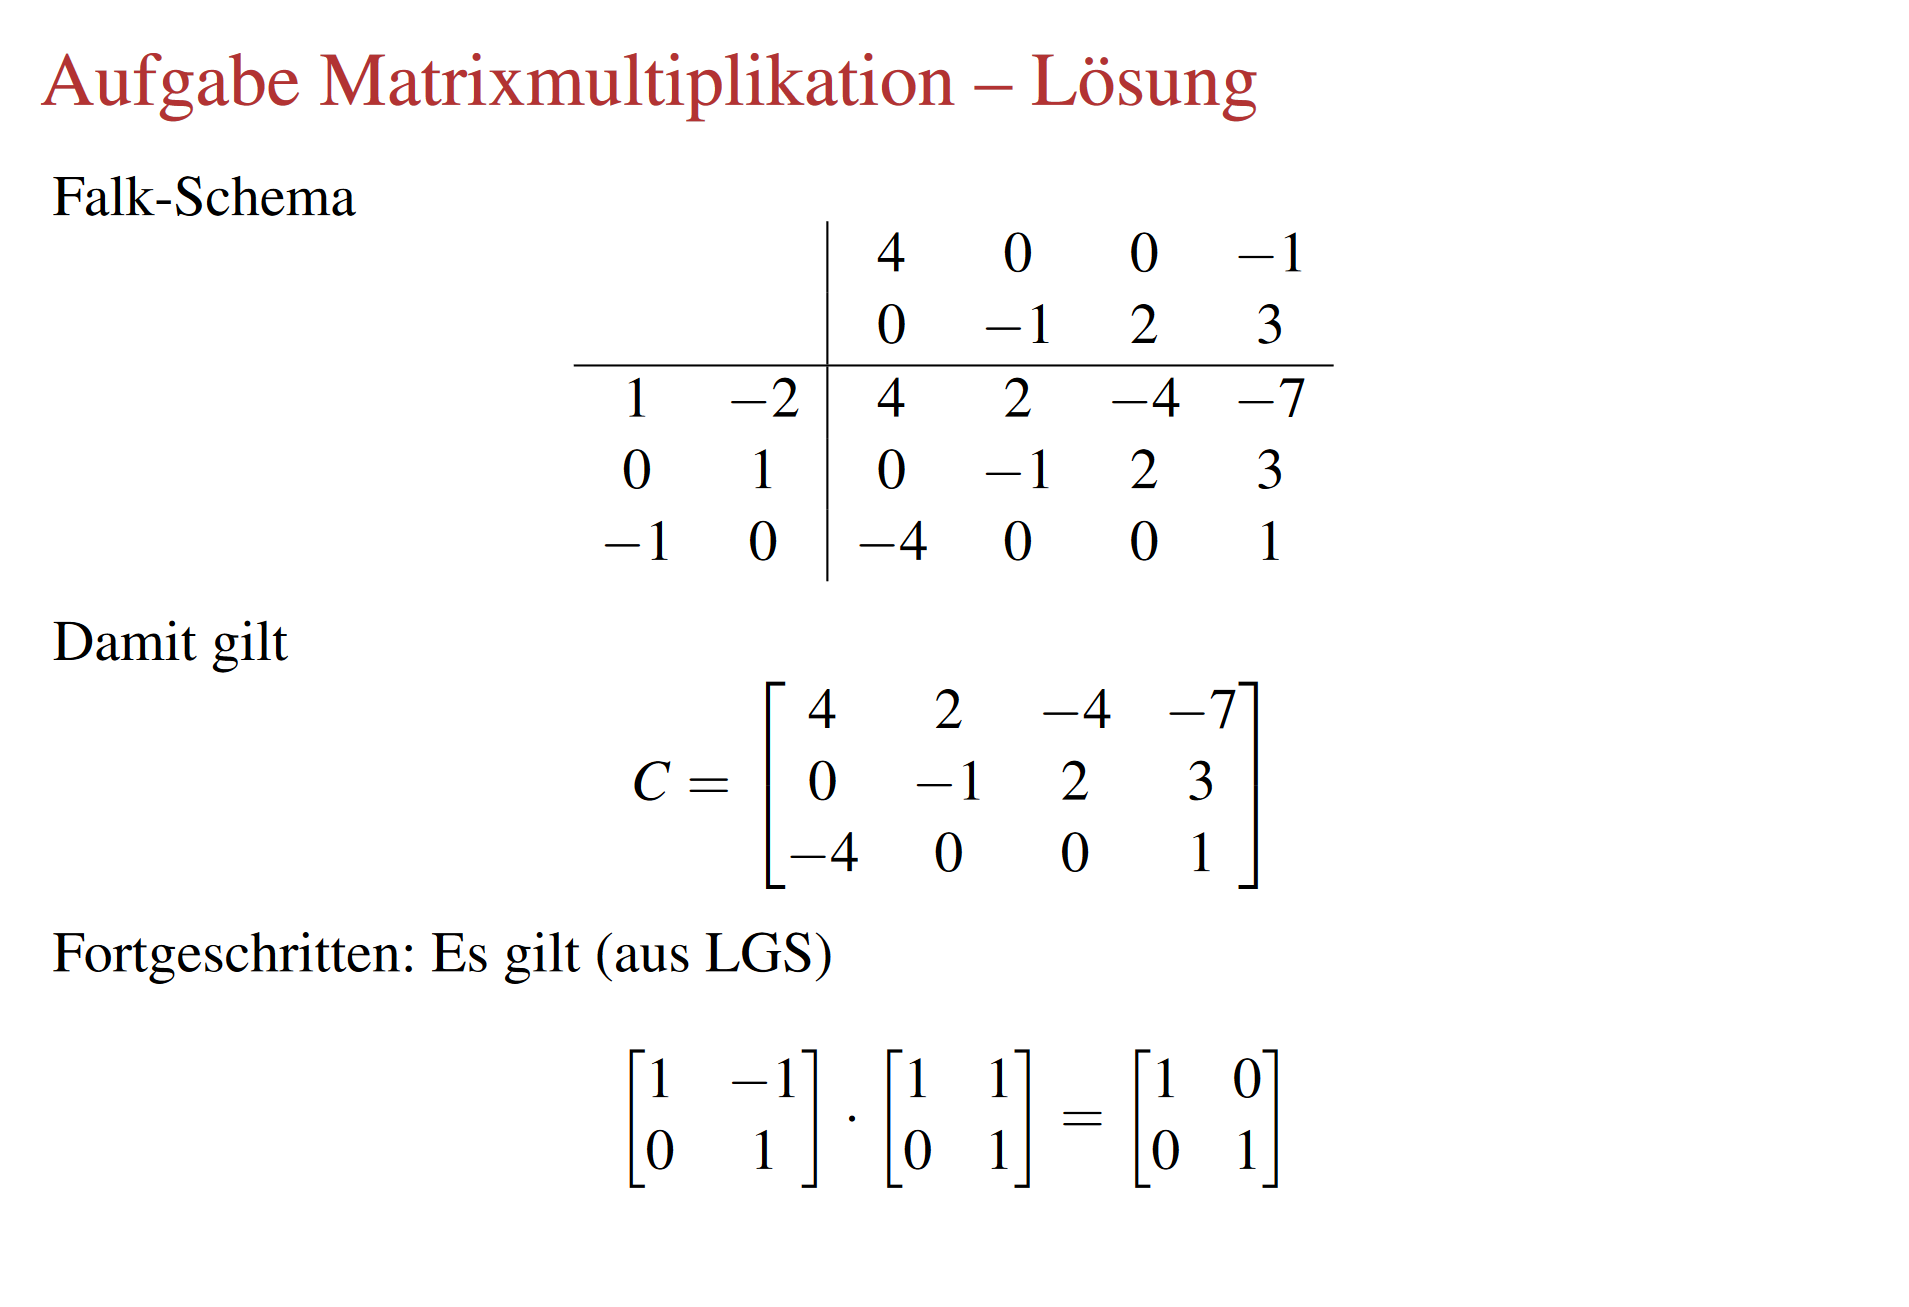 Aufgabe Matrixmultiplikation – Lösung
Falk-Schema
4 0 0 −1
0 −1 2 3
1 −2 4 2 −4 −7
0 1 0 −1 2 3
−1 0 −4 0 0 1
Damit gilt
4 2 −4 −7
C = 0 −1 2 3
−4 0 0 1
Fortgeschritten: Es gilt (aus LGS)
[1 −1] [1 1] [1 0]
[0 1] · [0 1] = [0 1]